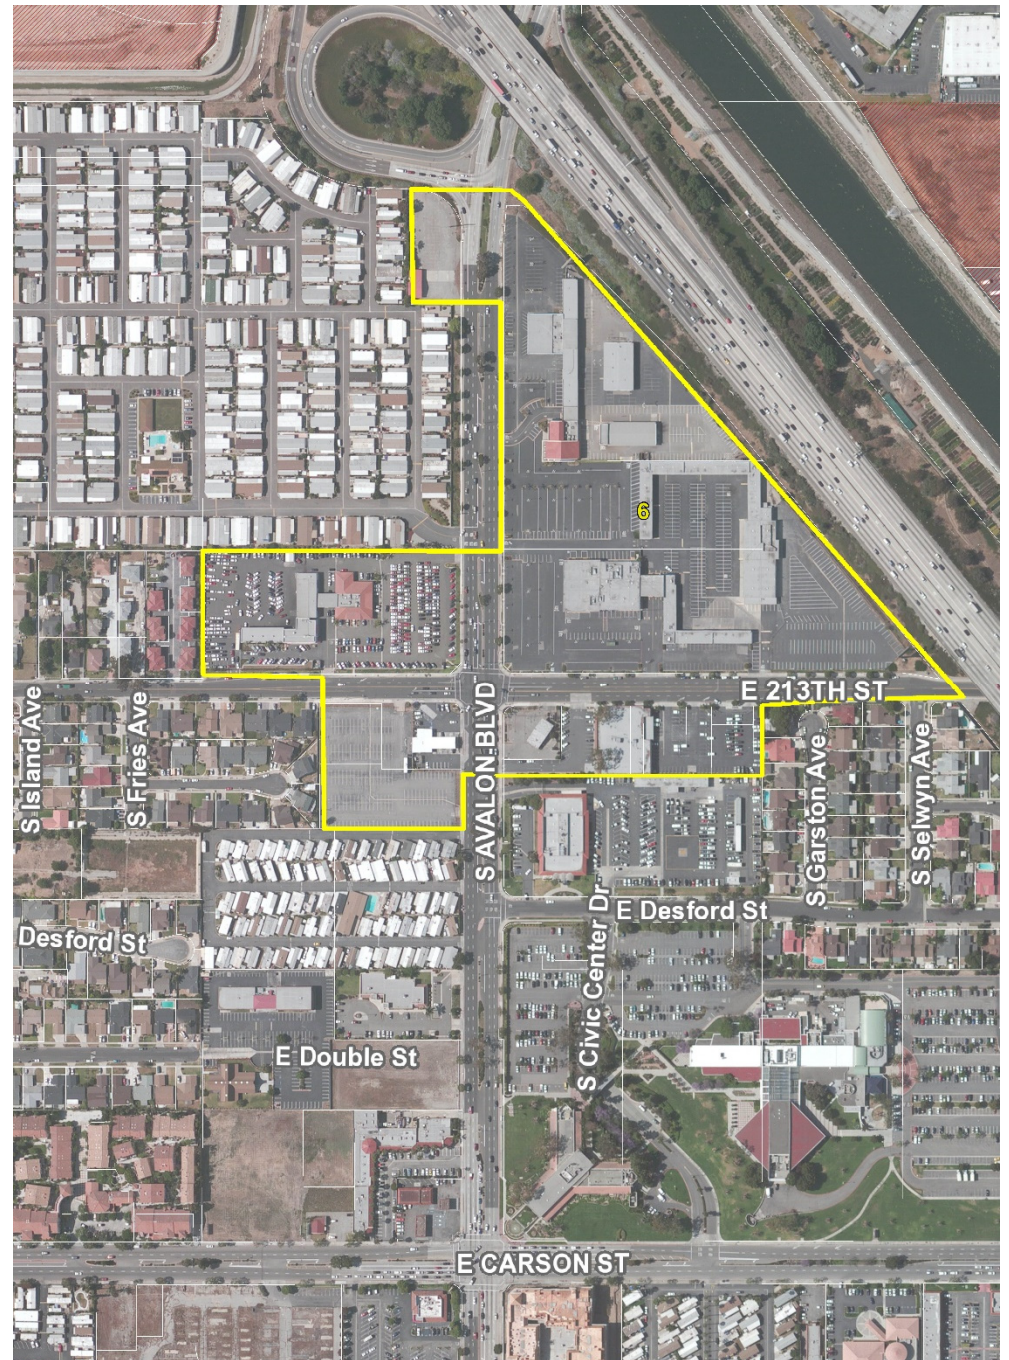 6
E 213TH ST
S Island Ave
S Fries Ave
S AVALON BLVD
S Garston Ave
S Selwyn Ave
E Desford St
Desford St
S Civic Center Dr
E Double St
E CARSON ST